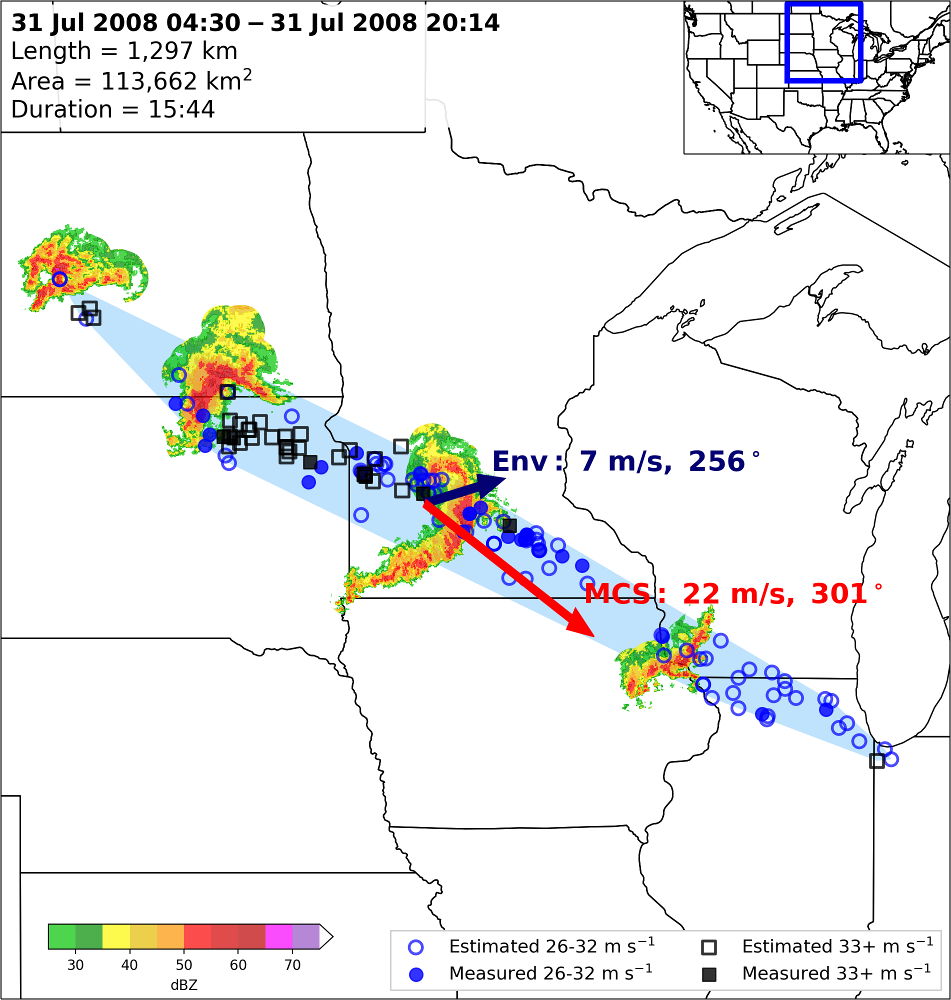 31 Jul 2008 04:30 – 31 Jul 2008 20:14
Length = 1,297 km
Area = 113,662 km²
Duration = 15:44
Env: 7 m/s, 256°
MCS: 22 m/s, 301°
30 40 50 60 70
dBZ
Estimated 26-32 m s⁻¹
Measured 26-32 m s⁻¹
Estimated 33+ m s⁻¹
Measured 33+ m s⁻¹